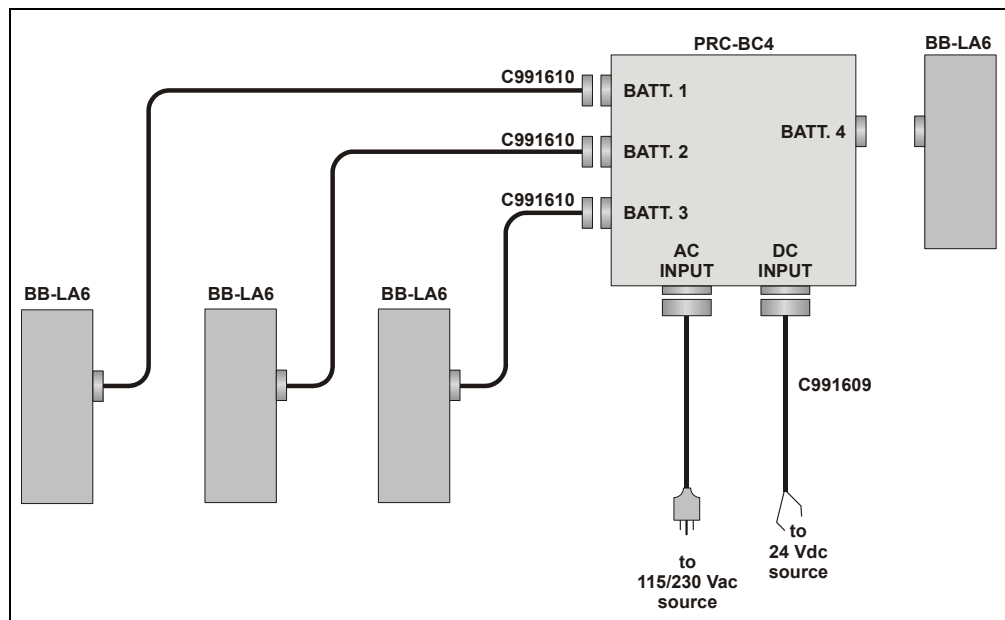 PRC-BC4
BB-LA6
C991610
BATT. 1
BATT. 4
C991610
BATT. 2
C991610
BATT. 3
AC
INPUT
DC
INPUT
BB-LA6
BB-LA6
BB-LA6
C991609
to
24 Vdc
source
to
115/230 Vac
source